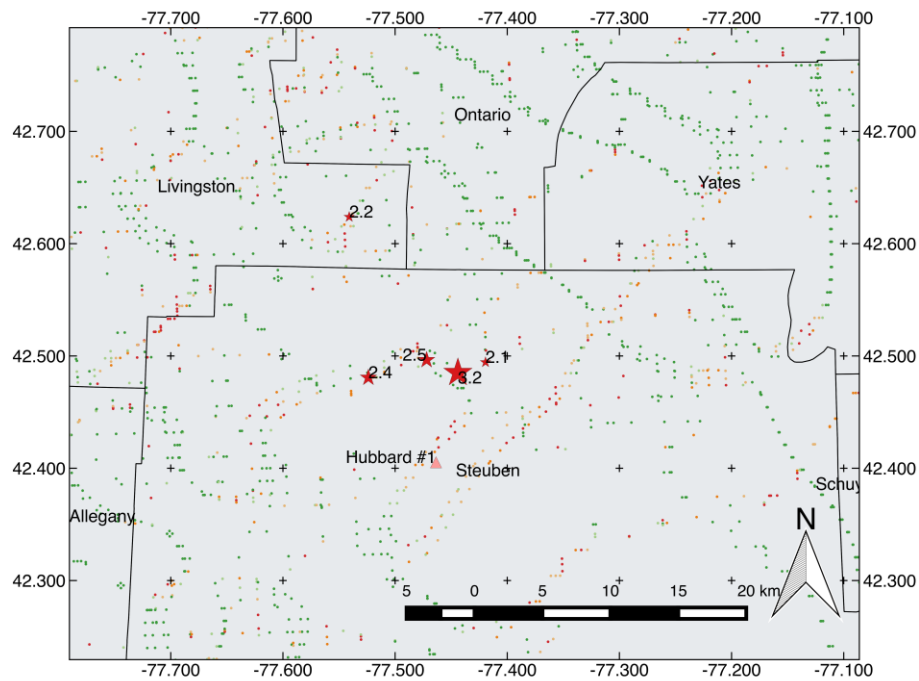 -77.700 -77.600 -77.500 -77.400 -77.300 -77.200 -77.100
42.700 Ontario 42.700
Livingston Yates
2.2
42.600 42.600
42.500 2.5 2.1 42.500
2.4 3.2
Hubbard #1
42.400 Steuben 42.400
Schuy
Allegany
N
42.300 5 0 5 10 15 20 km 42.300
-77.700 -77.600 -77.500 -77.400 -77.300 -77.200 -77.100